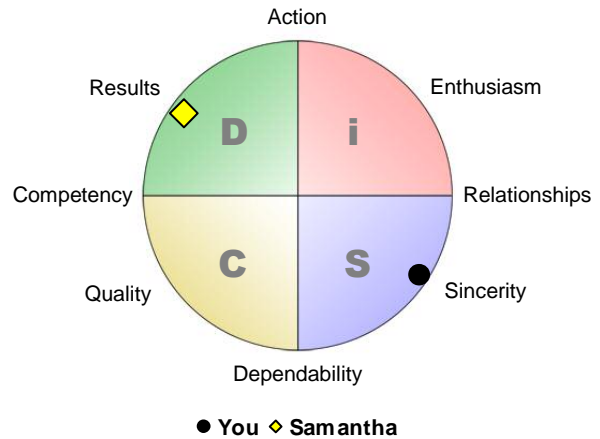 Action
Results
Enthusiasm
D
i
Competency
Relationships
C
S
Quality
Sincerity
Dependability
You Samantha